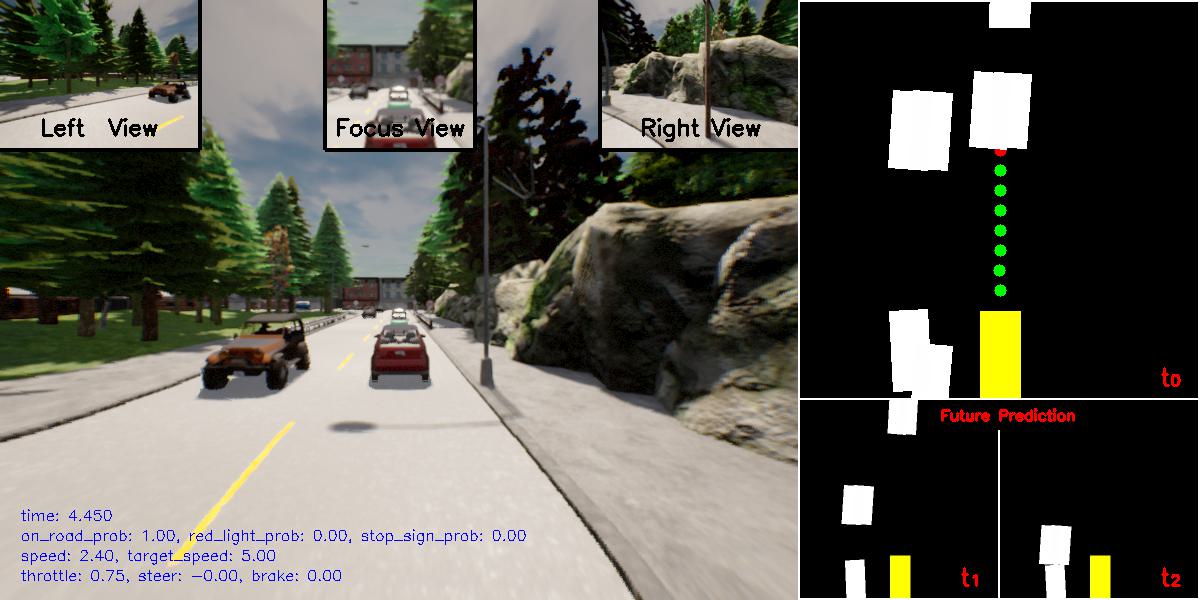 Left View
Focus View
Right View
time: 4.450
on_road_prob: 1.00, red_light_prob: 0.00, stop_sign_prob: 0.00
speed: 2.40, target_speed: 5.00
throttle: 0.75, steer: −0.00, brake: 0.00
t0
Future Prediction
t1
t2